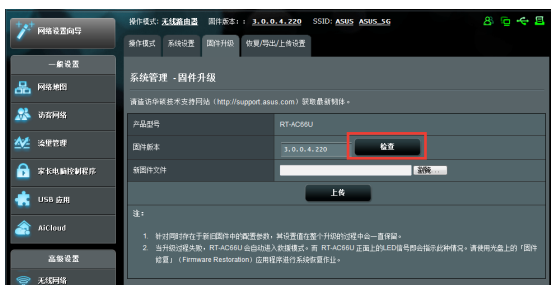 操作模式: 无线路由器 固件版本: : 3.0.0.4.220 SSID: ASUS ASUS_5G
网络设置向导
操作模式 系统设置 固件升级 恢复/导出/上传设置
一般设置
网络地图
访客网络
流量管理
家长电脑控制程序
USB 应用
AiCloud
高级设置
无线网络
系统管理 - 固件升级
请造访华硕技术支持网站 (http://support.asus.com) 获取最新韧体。
产品型号 RT-AC66U
固件版本 3.0.0.4.220 检查
新固件文件 浏览......
上传
注:
1. 针对同时存在于新旧固件中的配置参数,其设置值在整个升级的过程中会一直保留。
2. 当升级过程失败,RT-AC66U 会自动进入救援模式。而 RT-AC66U 正面上的LED信号即会指示此种情况。请使用光盘上的「固件
修复」(Firmware Restoration) 应用程序进行系统恢复作业。